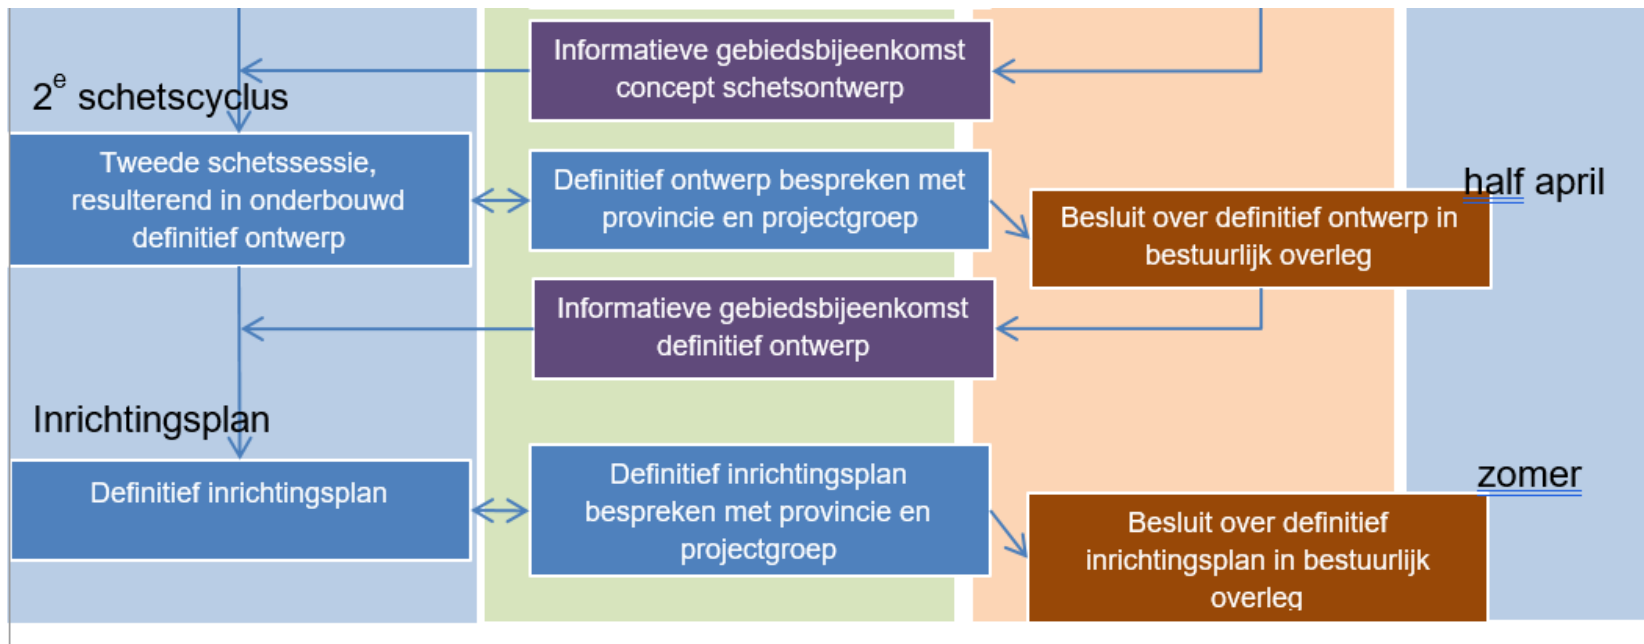 Informatieve gebiedsbijeenkomst
concept schetsontwerp
2e schetscyclus
Tweede schetssessie,
resulterend in onderbouwd
definitief ontwerp
Definitief ontwerp bespreken met
provincie en projectgroep
half april
Besluit over definitief ontwerp in
bestuurlijk overleg
Informatieve gebiedsbijeenkomst
definitief ontwerp
Inrichtingsplan
Definitief inrichtingsplan
Definitief inrichtingsplan
bespreken met provincie en
projectgroep
zomer
Besluit over definitief
inrichtingsplan in bestuurlijk
overleg